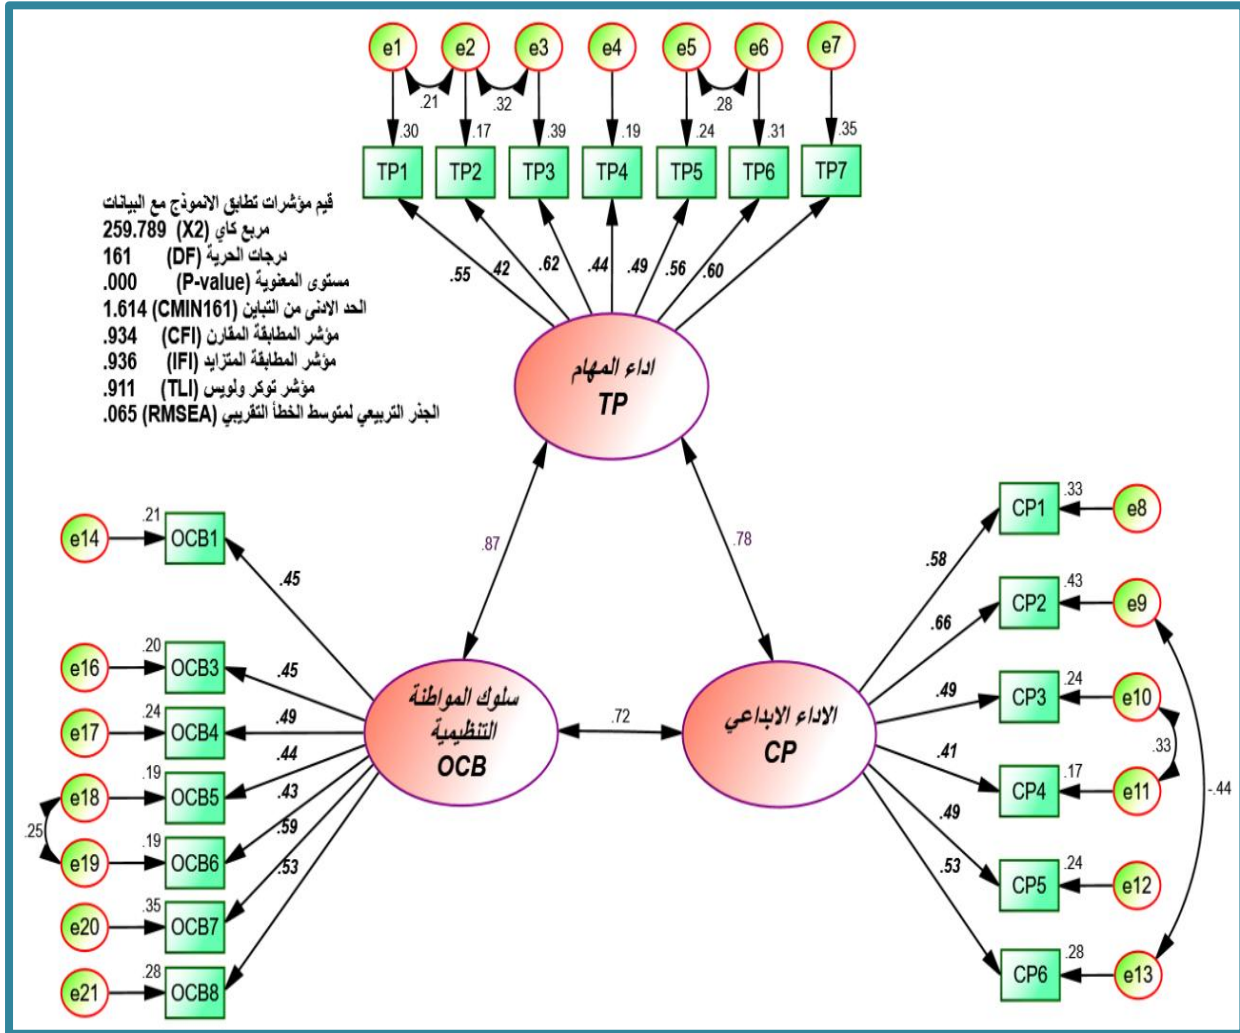 e1 e2 e3 e4 e5 e6 e7
.21 .32 .28
.30 .17 .39 .19 .24 .31 .35
TP1 TP2 TP3 TP4 TP5 TP6 TP7
قيم مؤشرات تطابق الانموذج مع البيانات
مربع كاي (X2) 259.789
درجات الحرية (DF) 161
مستوى المعنوية (P-value) .000
الحد الادنى من التباين (CMIN161) 1.614
مؤشر المطابقة المقارن (CFI) .934
مؤشر المطابقة المتزايد (IFI) .936
مؤشر توكر ولويس (TLI) .911
الجذر التربيعي لمتوسط الخطأ التقريبي (RMSEA) .065
.55 .42 .62 .44 .49 .56 .60
اداء المهام
TP
.87 .78
.72
e14 .21 OCB1 .45
e16 .20 OCB3 .45
e17 .24 OCB4 .49
e18 .19 OCB5 .44
.25
e19 .19 OCB6 .43
e20 .35 OCB7 .59
e21 .28 OCB8 .53
سلوك المواطنة
التنظيمية
OCB
الاداء الابداعي
CP
.58 CP1 .33 e8
.66 CP2 .43 e9
.49 CP3 .24 e10
.33
.41 CP4 .17 e11
-.44
.49 CP5 .24 e12
.53 CP6 .28 e13